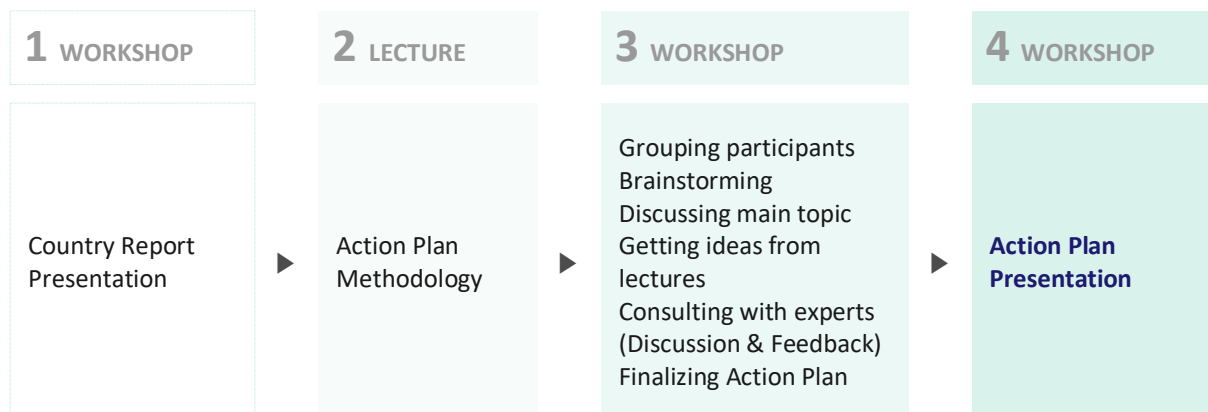 1 WORKSHOP
Country Report
Presentation
2 LECTURE
Action Plan
Methodology
3 WORKSHOP
Grouping participants
Brainstorming
Discussing main topic
Getting ideas from
lectures
Consulting with experts
(Discussion & Feedback)
Finalizing Action Plan
4 WORKSHOP
Action Plan
Presentation